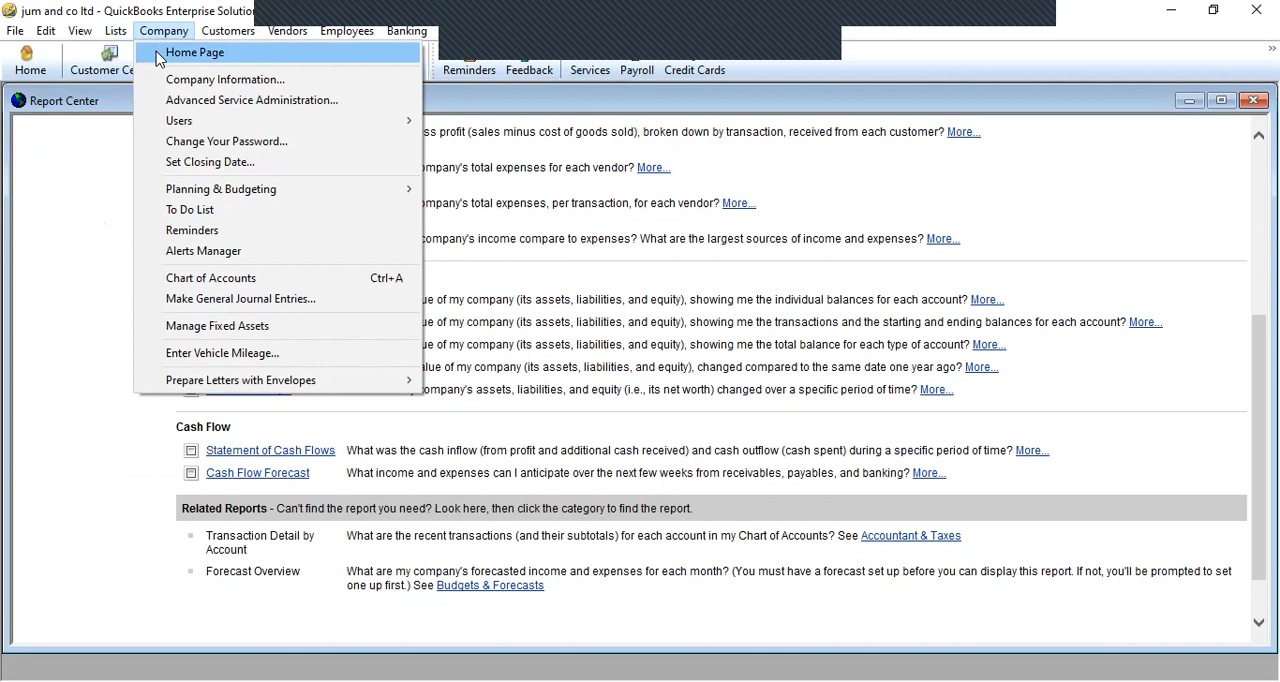 jum and co ltd - QuickBooks Enterprise Solutio
File Edit View Lists Company Customers Vendors Employees Banking
Home Customer Ce Reminders Feedback Services Payroll Credit Cards
Report Center
Home Page
Company Information...
Advanced Service Administration...
Users
Change Your Password...
Set Closing Date...
Planning & Budgeting
To Do List
Reminders
Alerts Manager
Chart of Accounts Ctrl+A
Make General Journal Entries...
Manage Fixed Assets
Enter Vehicle Mileage...
Prepare Letters with Envelopes
ss profit (sales minus cost of goods sold), broken down by transaction, received from each customer? More...
mpany's total expenses for each vendor? More...
mpany's total expenses, per transaction, for each vendor? More...
company's income compare to expenses? What are the largest sources of income and expenses? More...
ue of my company (its assets, liabilities, and equity), showing me the individual balances for each account? More...
ue of my company (its assets, liabilities, and equity), showing me the transactions and the starting and ending balances for each account? More...
ue of my company (its assets, liabilities, and equity), showing me the total balance for each type of account? More...
alue of my company (its assets, liabilities, and equity), changed compared to the same date one year ago? More...
ompany's assets, liabilities, and equity (i.e., its net worth) changed over a specific period of time? More...
Cash Flow
Statement of Cash Flows What was the cash inflow (from profit and additional cash received) and cash outflow (cash spent) during a specific period of time? More...
Cash Flow Forecast What income and expenses can I anticipate over the next few weeks from receivables, payables, and banking? More...
Related Reports - Can't find the report you need? Look here, then click the category to find the report.
Transaction Detail by What are the recent transactions (and their subtotals) for each account in my Chart of Accounts? See Accountant & Taxes
Account
Forecast Overview What are my company's forecasted income and expenses for each month? (You must have a forecast set up before you can display this report. If not, you'll be prompted to set
one up first.) See Budgets & Forecasts